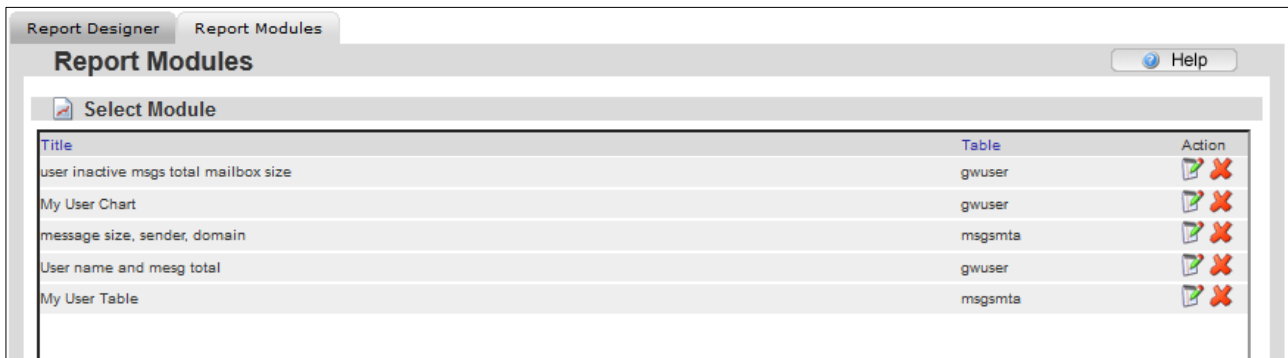 Report Designer Report Modules
Report Modules Help
Select Module
Title Table Action
user inactive msgs total mailbox size gwuser
My User Chart gwuser
message size, sender, domain msgsmta
User name and mesg total gwuser
My User Table msgsmta